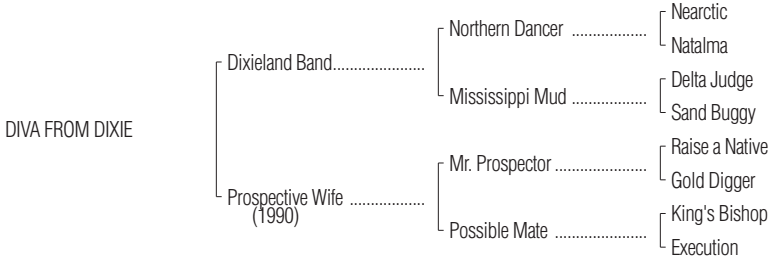 Nearctic
Northern Dancer ...................
Natalma
Dixieland Band......................
Delta Judge
Mississippi Mud ...................
Sand Buggy
DIVA FROM DIXIE
Raise a Native
Mr. Prospector .......................
Gold Digger
Prospective Wife ..................
(1990)
King's Bishop
Possible Mate .......................
Execution